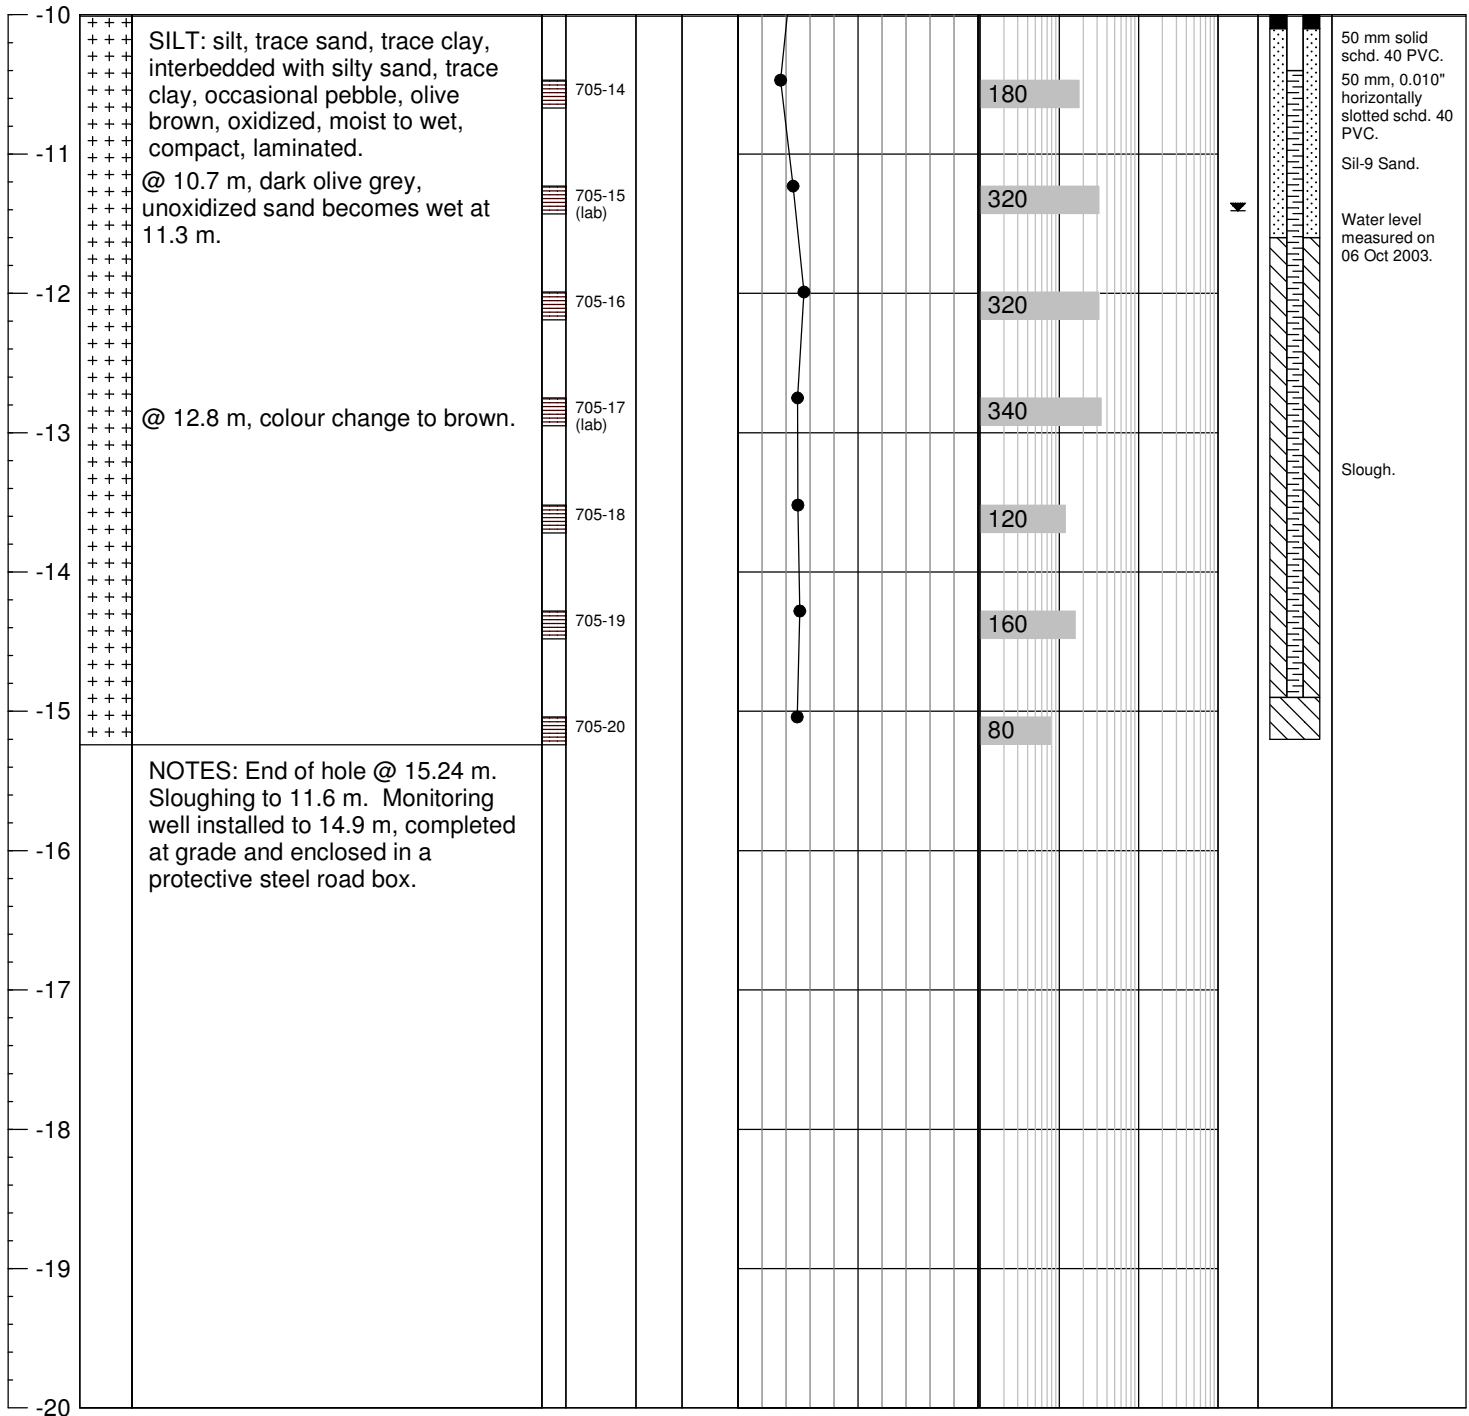 -10
-11
-12
-13
-14
-15
-16
-17
-18
-19
-20
SILT: silt, trace sand, trace clay,
interbedded with silty sand, trace
clay, occasional pebble, olive
brown, oxidized, moist to wet,
compact, laminated.
@ 10.7 m, dark olive grey,
unoxidized sand becomes wet at
11.3 m.
@ 12.8 m, colour change to brown.
NOTES: End of hole @ 15.24 m.
Sloughing to 11.6 m. Monitoring
well installed to 14.9 m, completed
at grade and enclosed in a
protective steel road box.
705-14
705-15
(lab)
705-16
705-17
(lab)
705-18
705-19
705-20
180
320
320
340
120
160
80
50 mm solid
schd. 40 PVC.
50 mm, 0.010"
horizontally
slotted schd. 40
PVC.
Sil-9 Sand.
Water level
measured on
06 Oct 2003.
Slough.